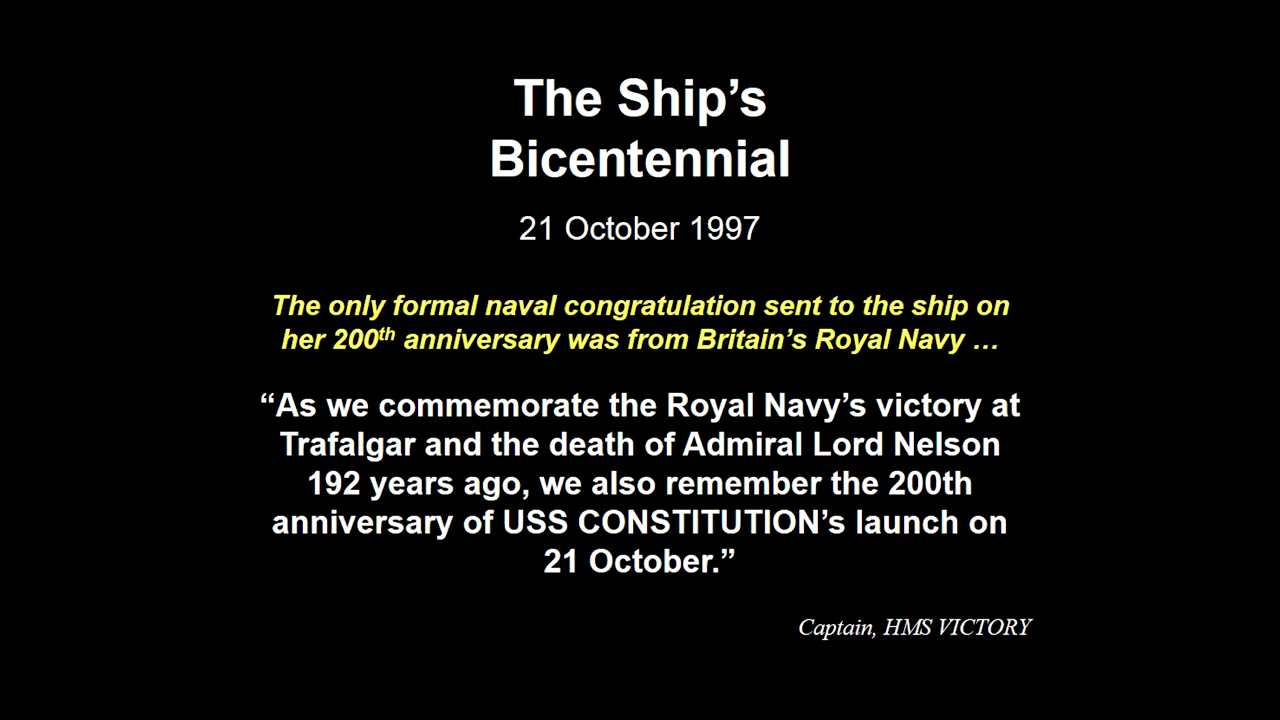 The Ship’s
Bicentennial
21 October 1997
The only formal naval congratulation sent to the ship on
her 200th anniversary was from Britain’s Royal Navy …
“As we commemorate the Royal Navy’s victory at
Trafalgar and the death of Admiral Lord Nelson
192 years ago, we also remember the 200th
anniversary of USS CONSTITUTION’s launch on
21 October.”
Captain, HMS VICTORY